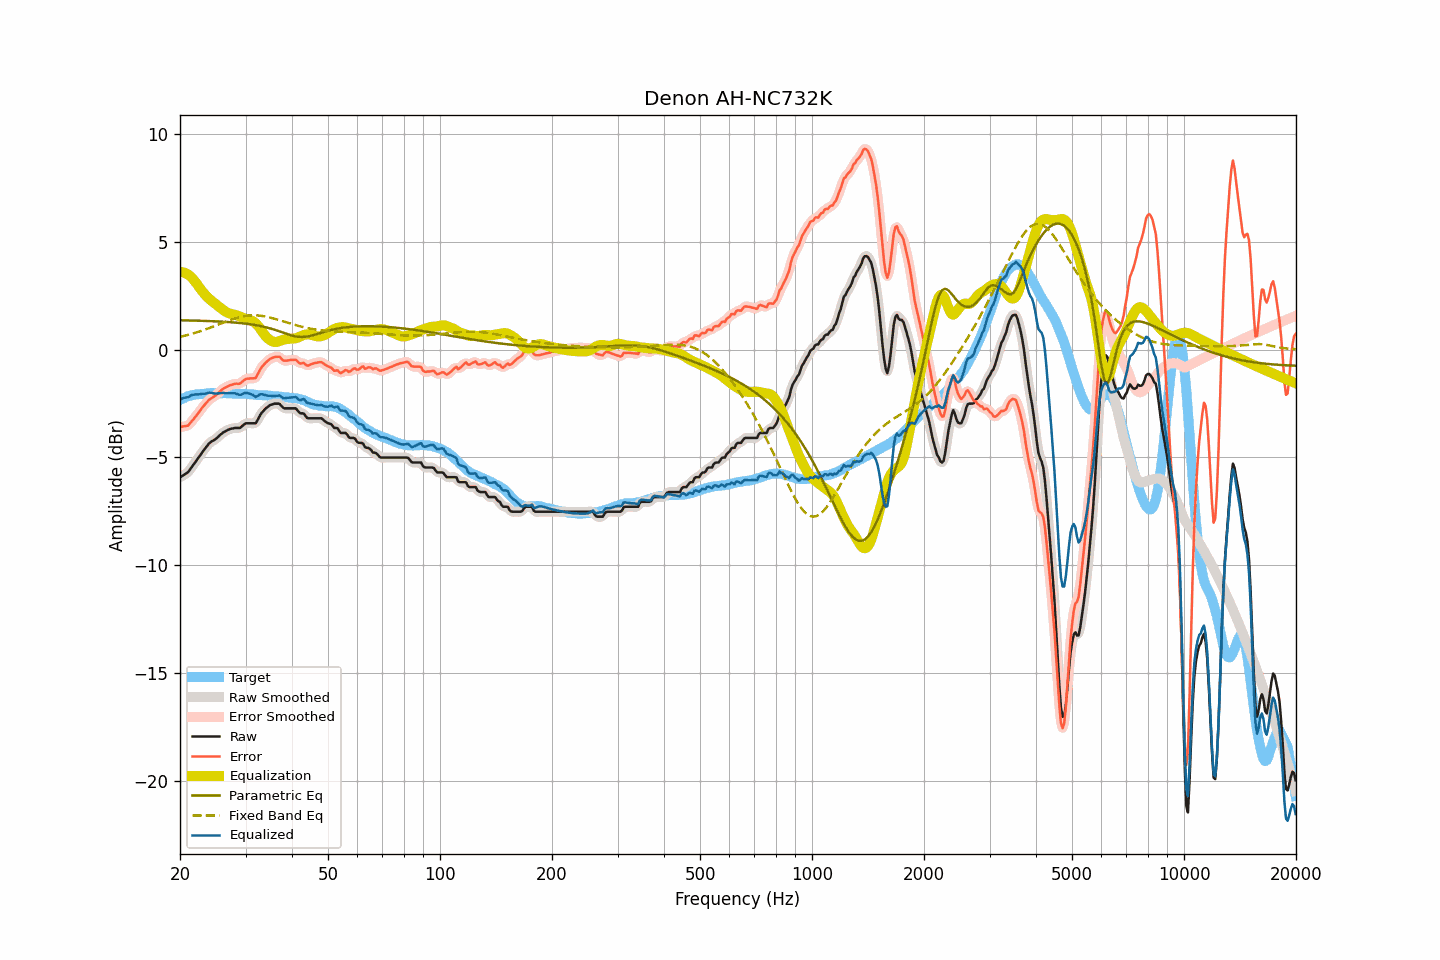 Denon AH-NC732K
10
5
0
−5
−10
−15
−20
Amplitude (dBr)
Target
Raw Smoothed
Error Smoothed
Raw
Error
Equalization
Parametric Eq
Fixed Band Eq
Equalized
20 50 100 200 500 1000 2000 5000 10000 20000
Frequency (Hz)